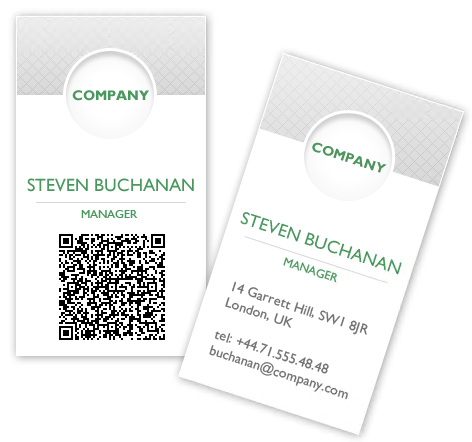 COMPANY
STEVEN BUCHANAN
MANAGER
COMPANY
STEVEN BUCHANAN
MANAGER
14 Garrett Hill, SW1 8JR
London, UK
tel: +44.71.555.48.48
buchanan@company.com